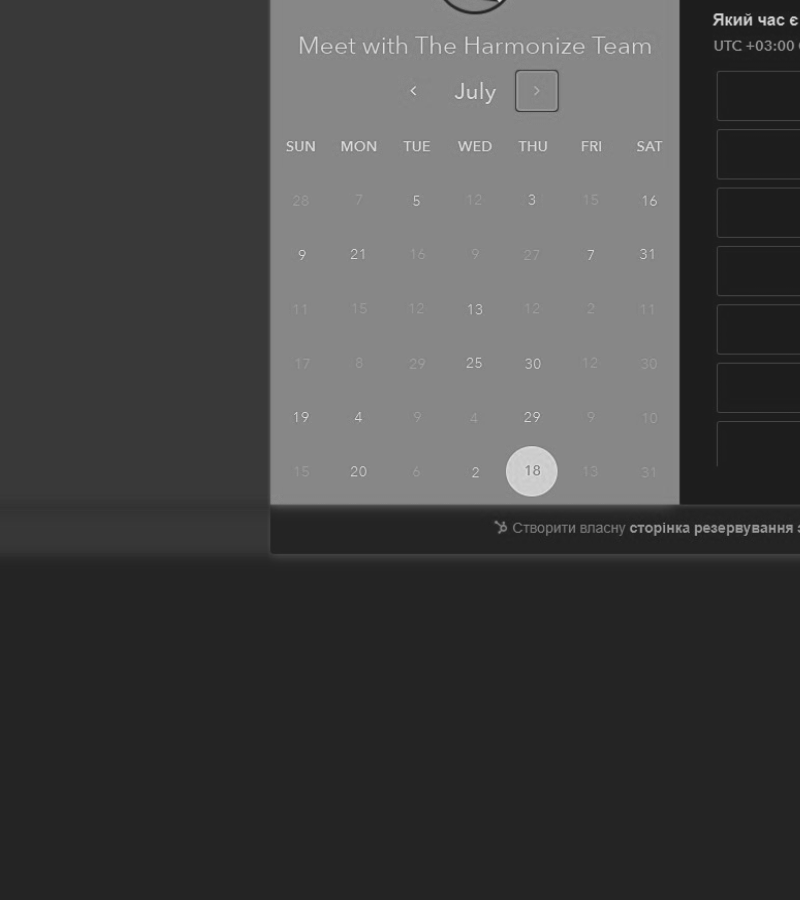 Meet with The Harmonize Team
July
SUN MON TUE WED THU FRI SAT
28 7 5 12 3 15 16
9 21 16 9 27 7 31
11 15 12 13 12 2 11
17 8 29 25 30 12 30
19 4 9 4 29 9 10
15 20 6 2 18 13 31
Який час є
UTC +03:00
Створити власну сторінка резервування з